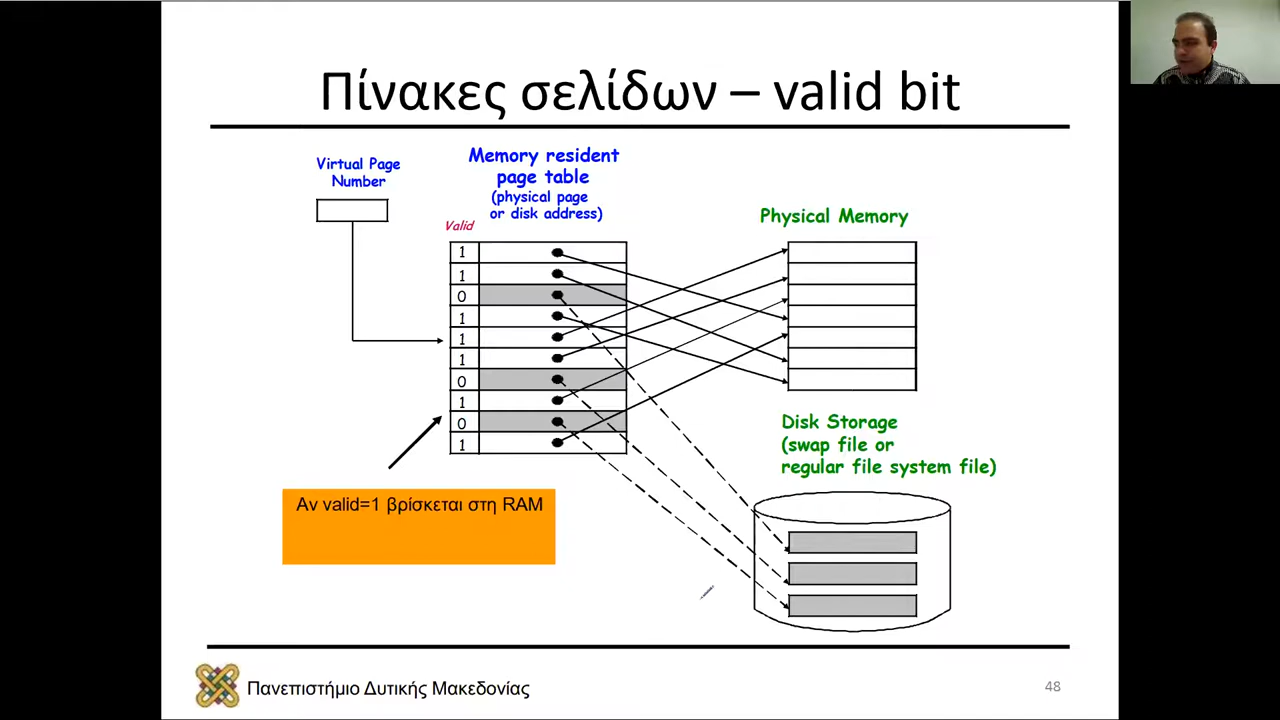 Πίνακες σελίδων – valid bit
Virtual Page
Number
Memory resident
page table
(physical page
or disk address)
Valid
Physical Memory
1
1
0
1
1
1
0
1
0
1
Disk Storage
(swap file or
regular file system file)
Αν valid=1 βρίσκεται στη RAM
Πανεπιστήμιο Δυτικής Μακεδονίας
48